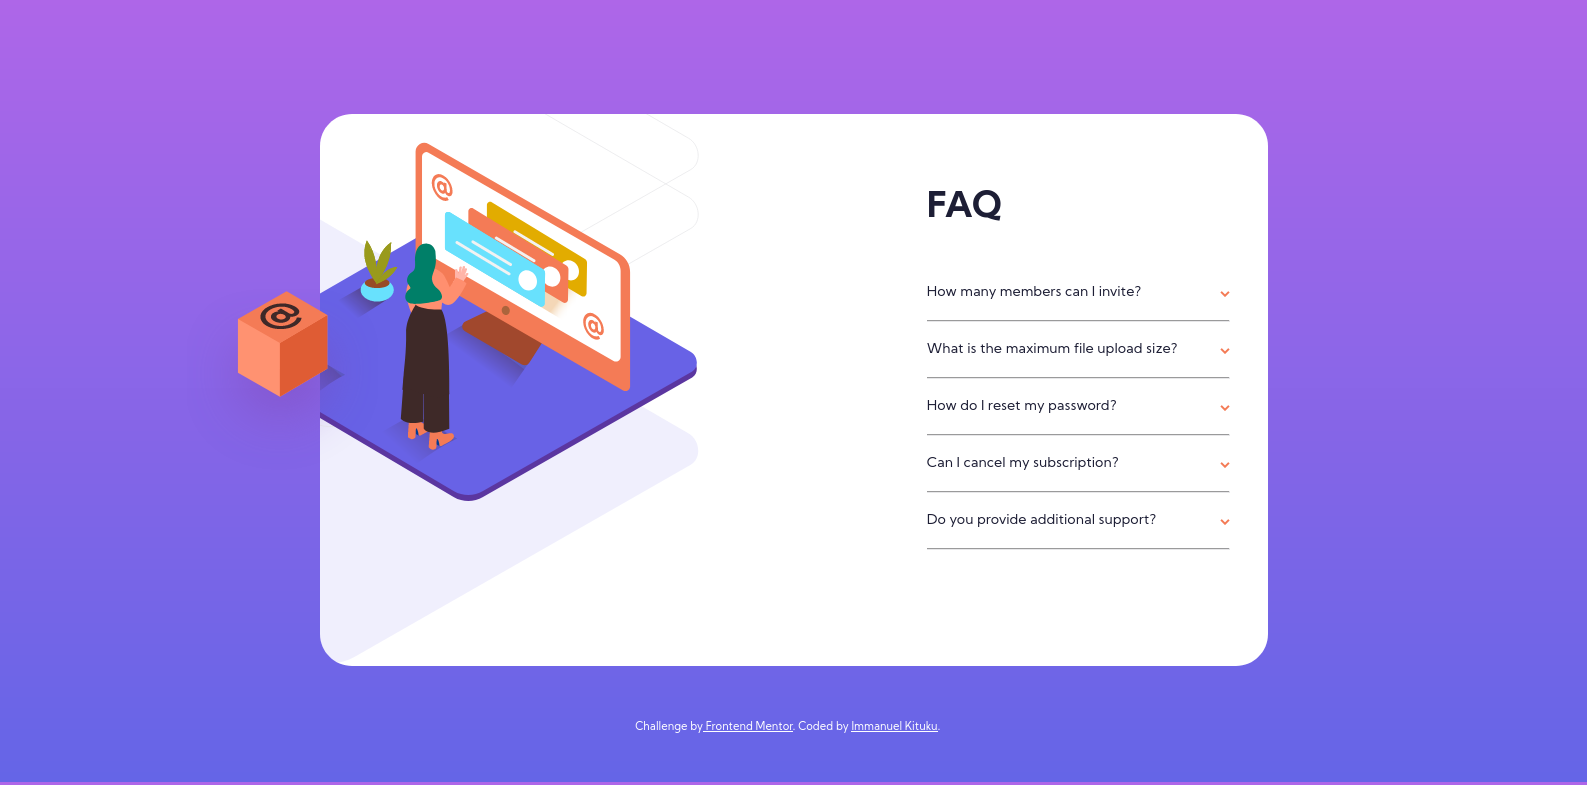 @
@
@
FAQ
How many members can I invite?
What is the maximum file upload size?
How do I reset my password?
Can I cancel my subscription?
Do you provide additional support?
Challenge by Frontend Mentor. Coded by Immanuel Kituku.